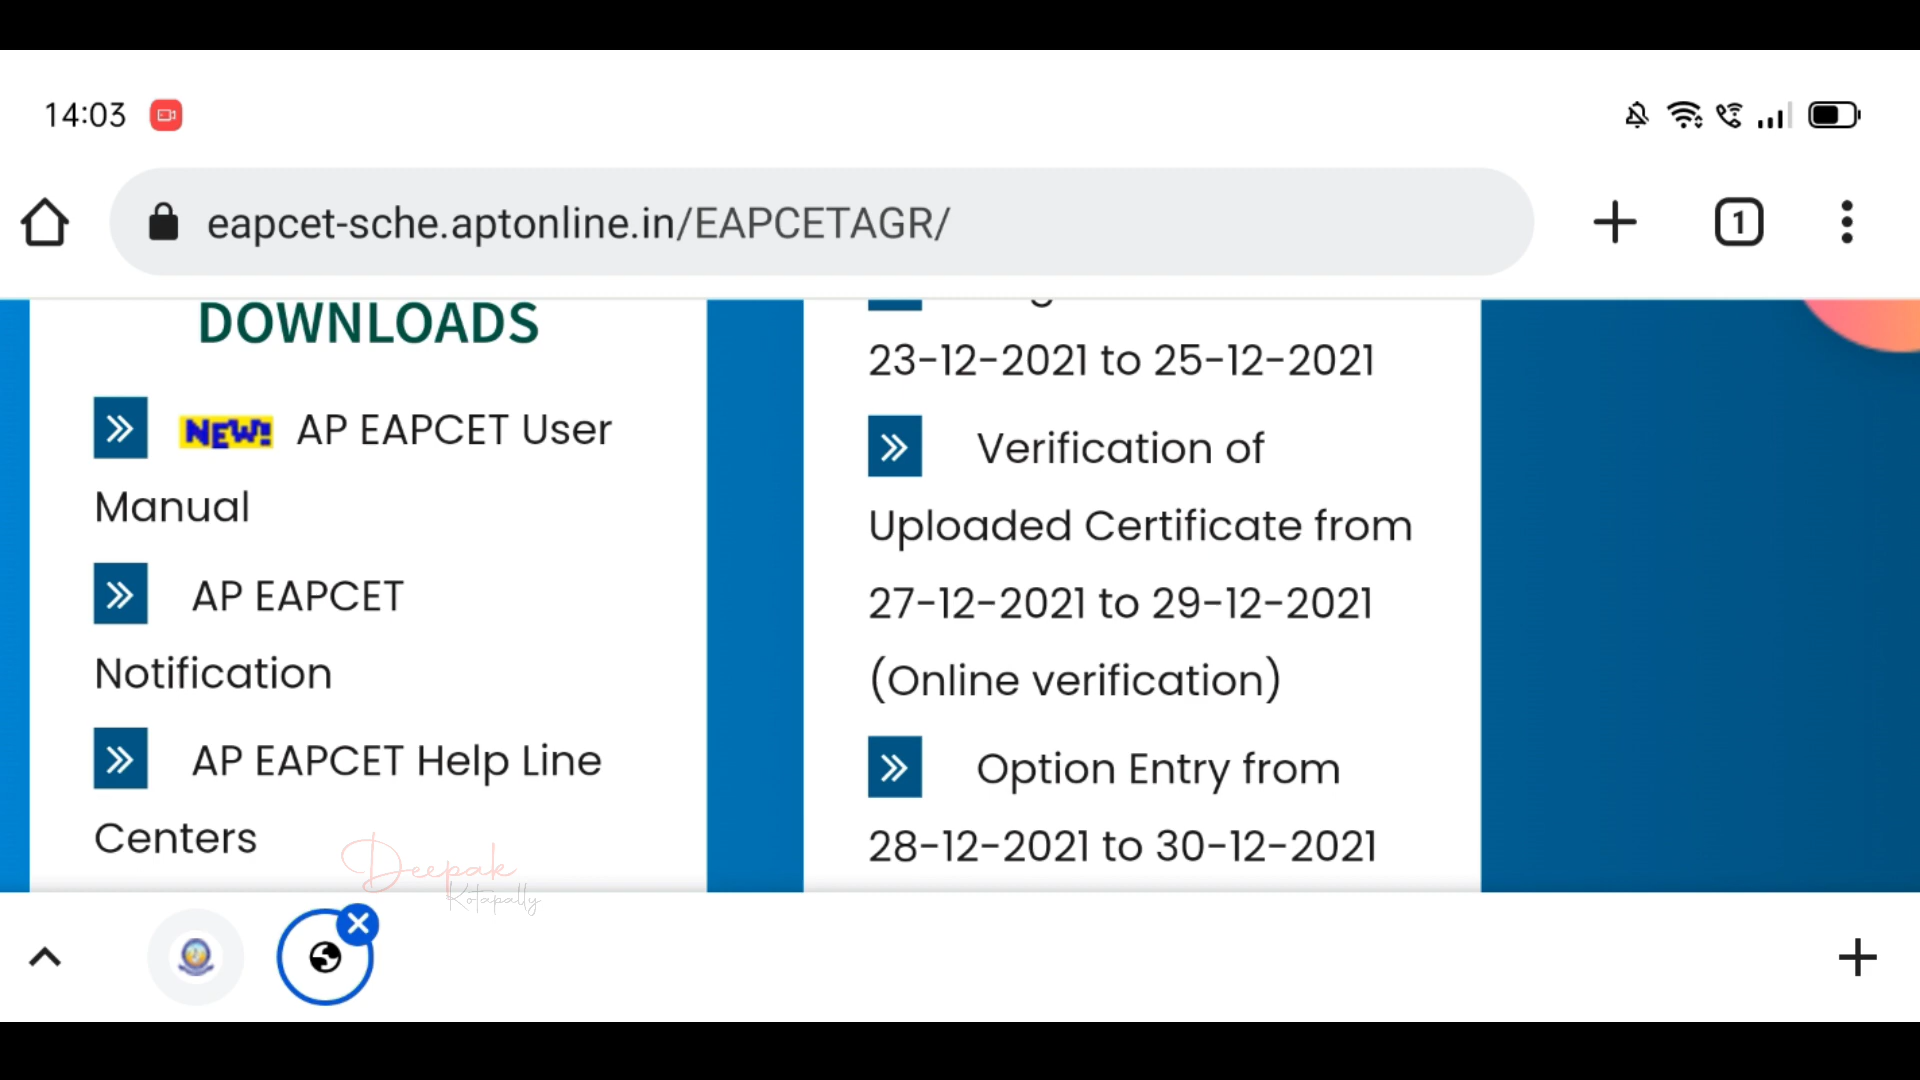 14:03
eapcet-sche.aptonline.in/EAPCETAGR/
1
DOWNLOADS
NEW! AP EAPCET User
Manual
AP EAPCET
Notification
AP EAPCET Help Line
Centers
23-12-2021 to 25-12-2021
Verification of
Uploaded Certificate from
27-12-2021 to 29-12-2021
(Online verification)
Option Entry from
28-12-2021 to 30-12-2021
Deepak
Kotapally